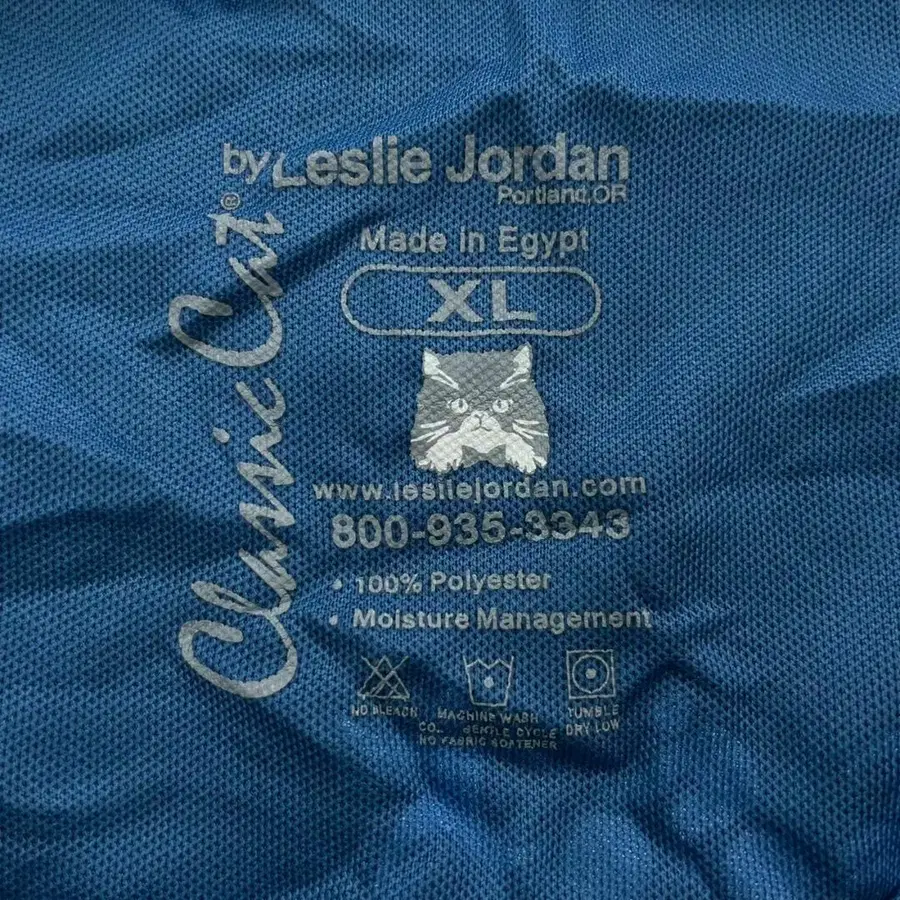 Classic Cat®
by Leslie Jordan
Portland, OR
Made in Egypt
XL
www.lesliejordan.com
800-935-3343
• 100% Polyester
• Moisture Management
NO BLEACH
MACHINE WASH
GENTLE CYCLE
NO FABRIC SOFTENER
TUMBLE
DRY LOW